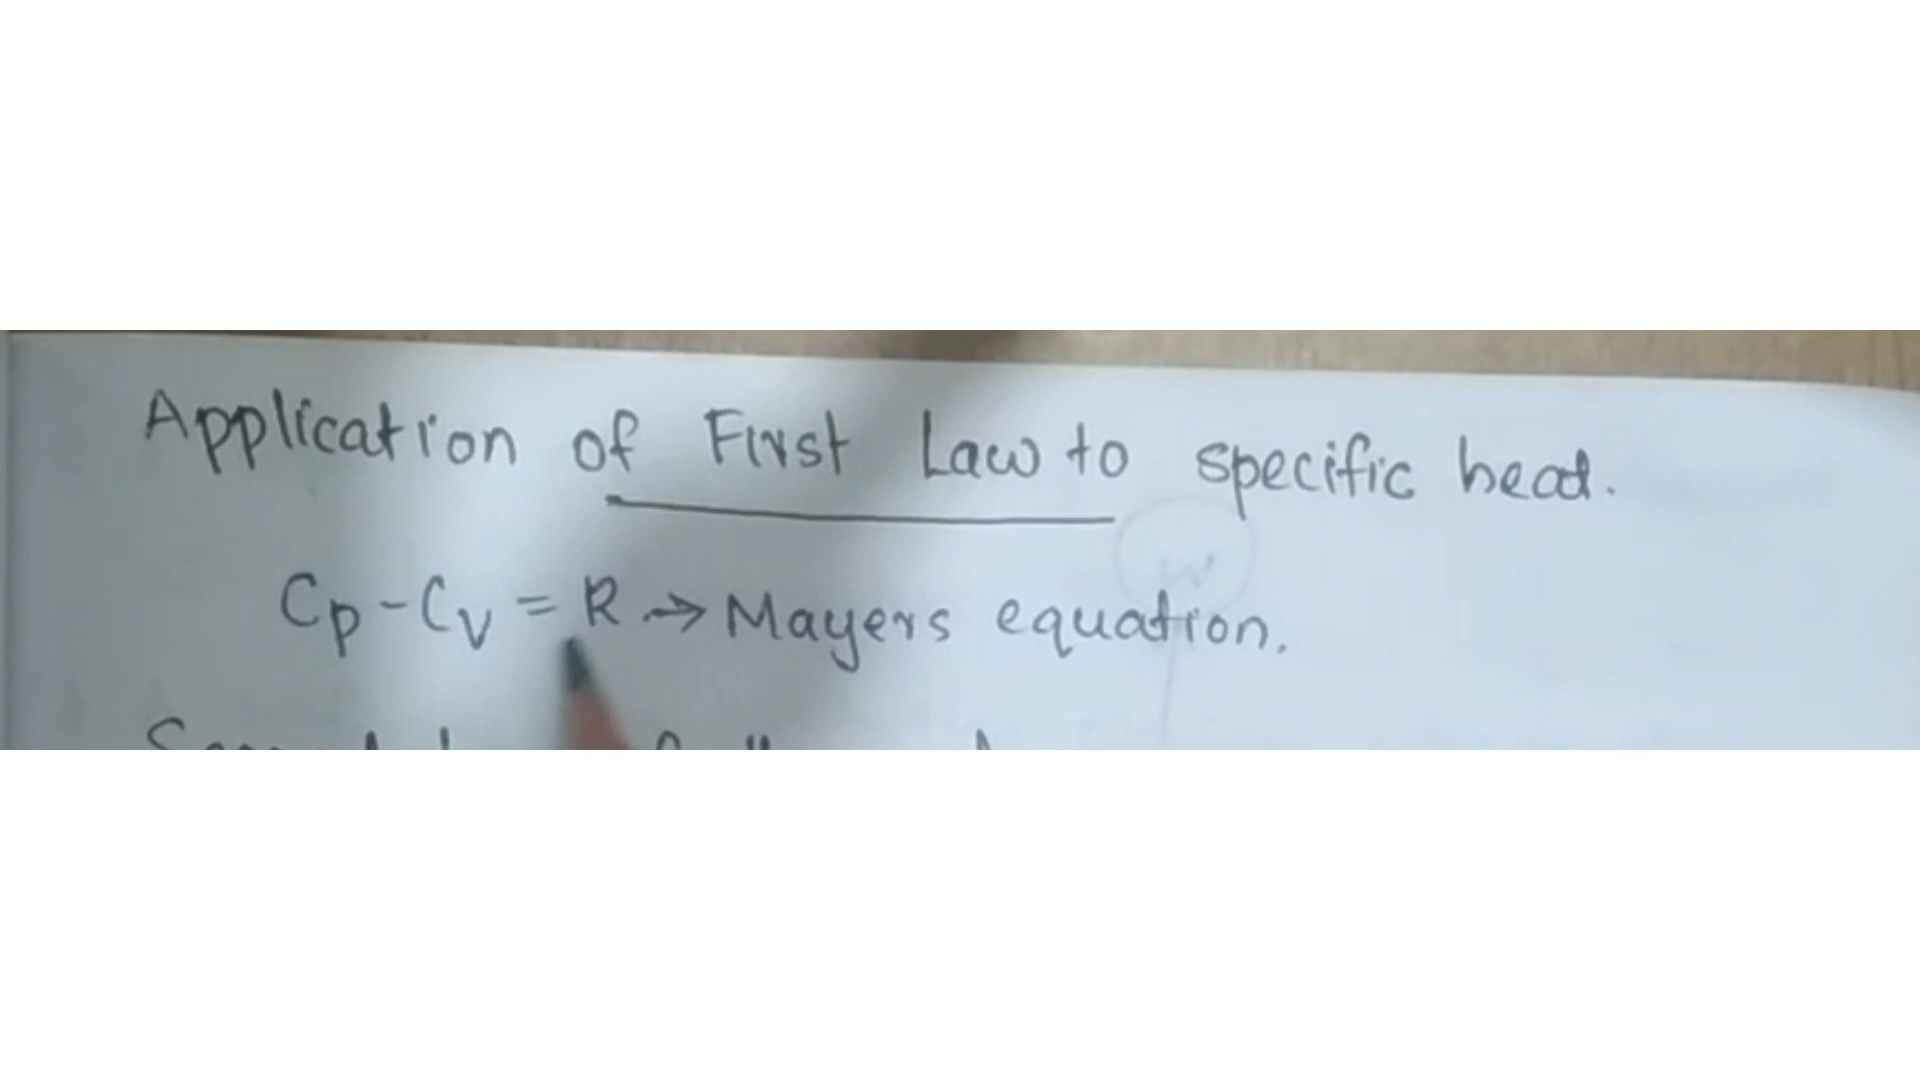 Application of First Law to specific heat.
Cp - Cv = R → Mayers equation.